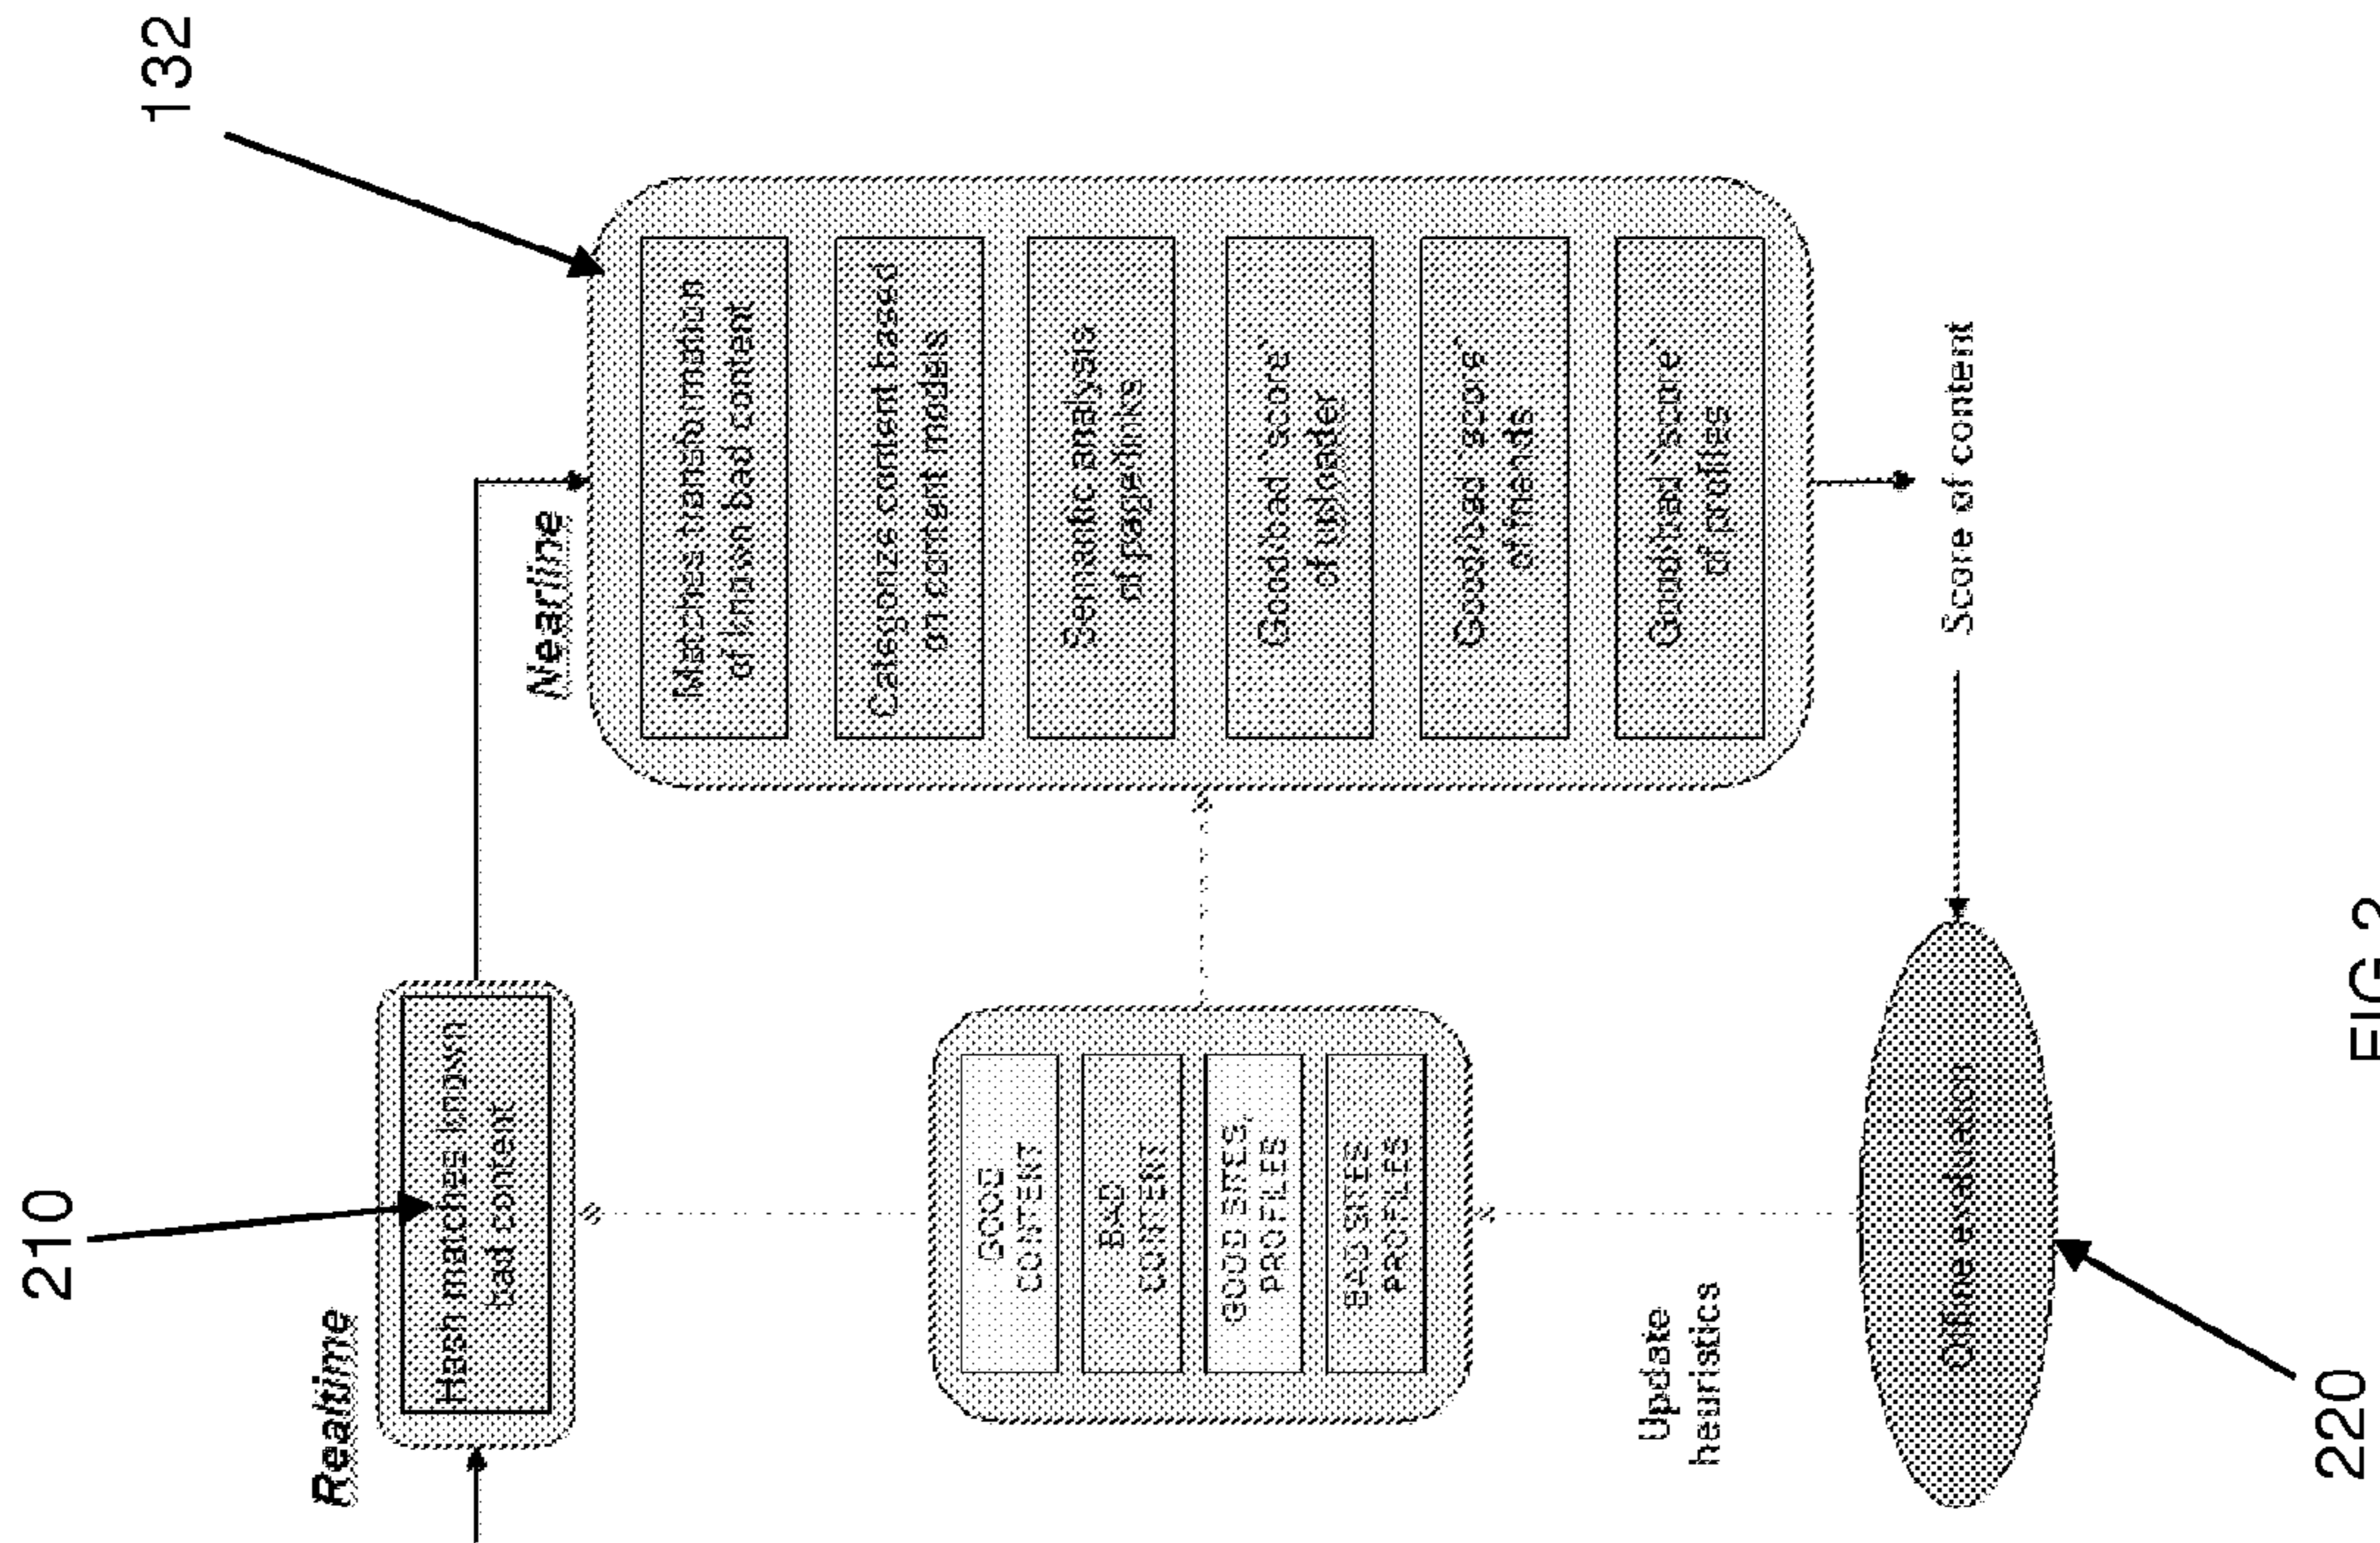 132
210
Realtime
Hash matches known
bad content
Nearline
Matches transformation
of known bad content
Categorize content based
on content models
Semantic analysis
of page links
Good/bad 'score'
of uploader
Good/bad 'score'
of friends
Good/bad 'score'
of profiles
GOOD
CONTENT
BAD
CONTENT
GOOD SITES,
PROFILES
BAD SITES
PROFILES
Update
heuristics
Score of content
Offline evaluation
220
FIG 2